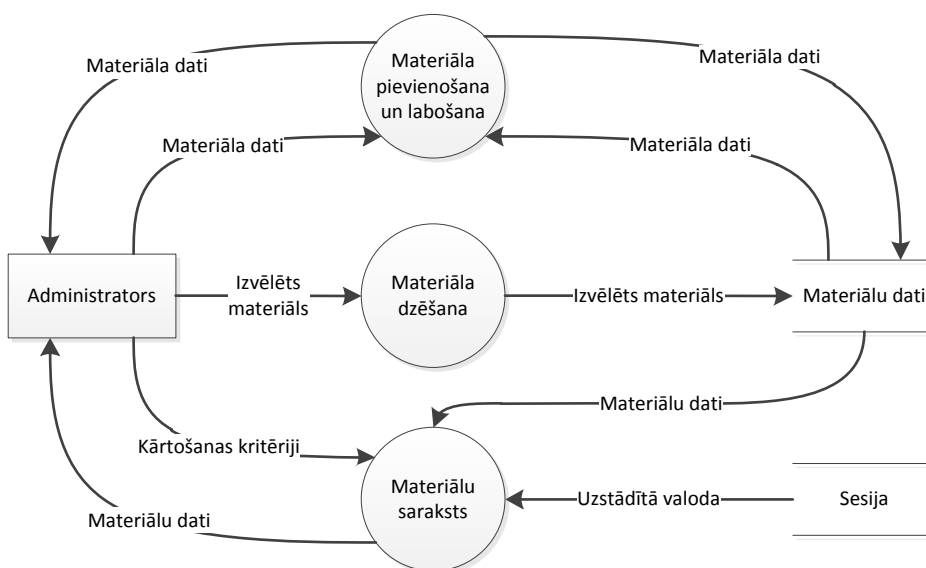 Materiāla
pievienošana
un labošana
Materiāla dati
Materiāla dati
Materiāla dati
Materiāla dati
Administrators
Izvēlēts
materiāls
Materiāla
dzēšana
Izvēlēts materiāls
Materiālu dati
Materiālu dati
Kārtošanas kritēriji
Materiālu
saraksts
Uzstādītā valoda
Sesija
Materiālu dati